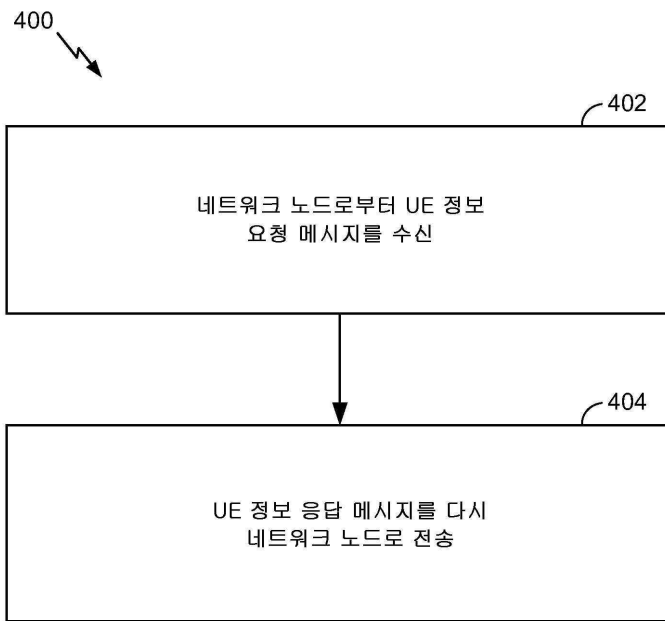 400
402
네트워크 노드로부터 UE 정보
요청 메시지를 수신
404
UE 정보 응답 메시지를 다시
네트워크 노드로 전송